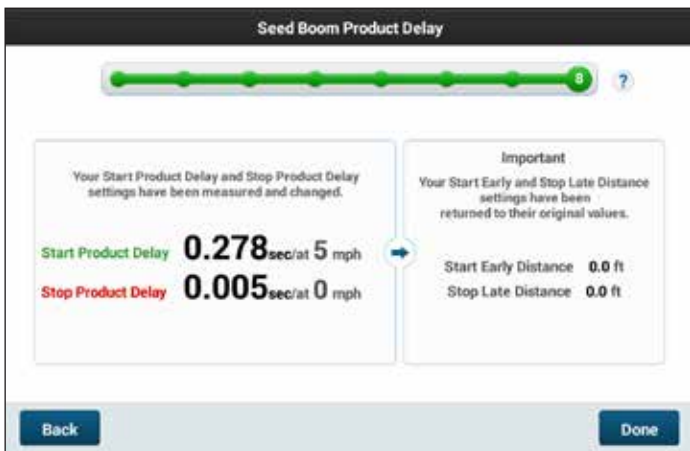 Seed Boom Product Delay
8
?
Your Start Product Delay and Stop Product Delay
settings have been measured and changed.
Start Product Delay 0.278sec/at 5 mph
Stop Product Delay 0.005sec/at 0 mph
Important
Your Start Early and Stop Late Distance
settings have been
returned to their original values.
Start Early Distance 0.0 ft
Stop Late Distance 0.0 ft
Back
Done